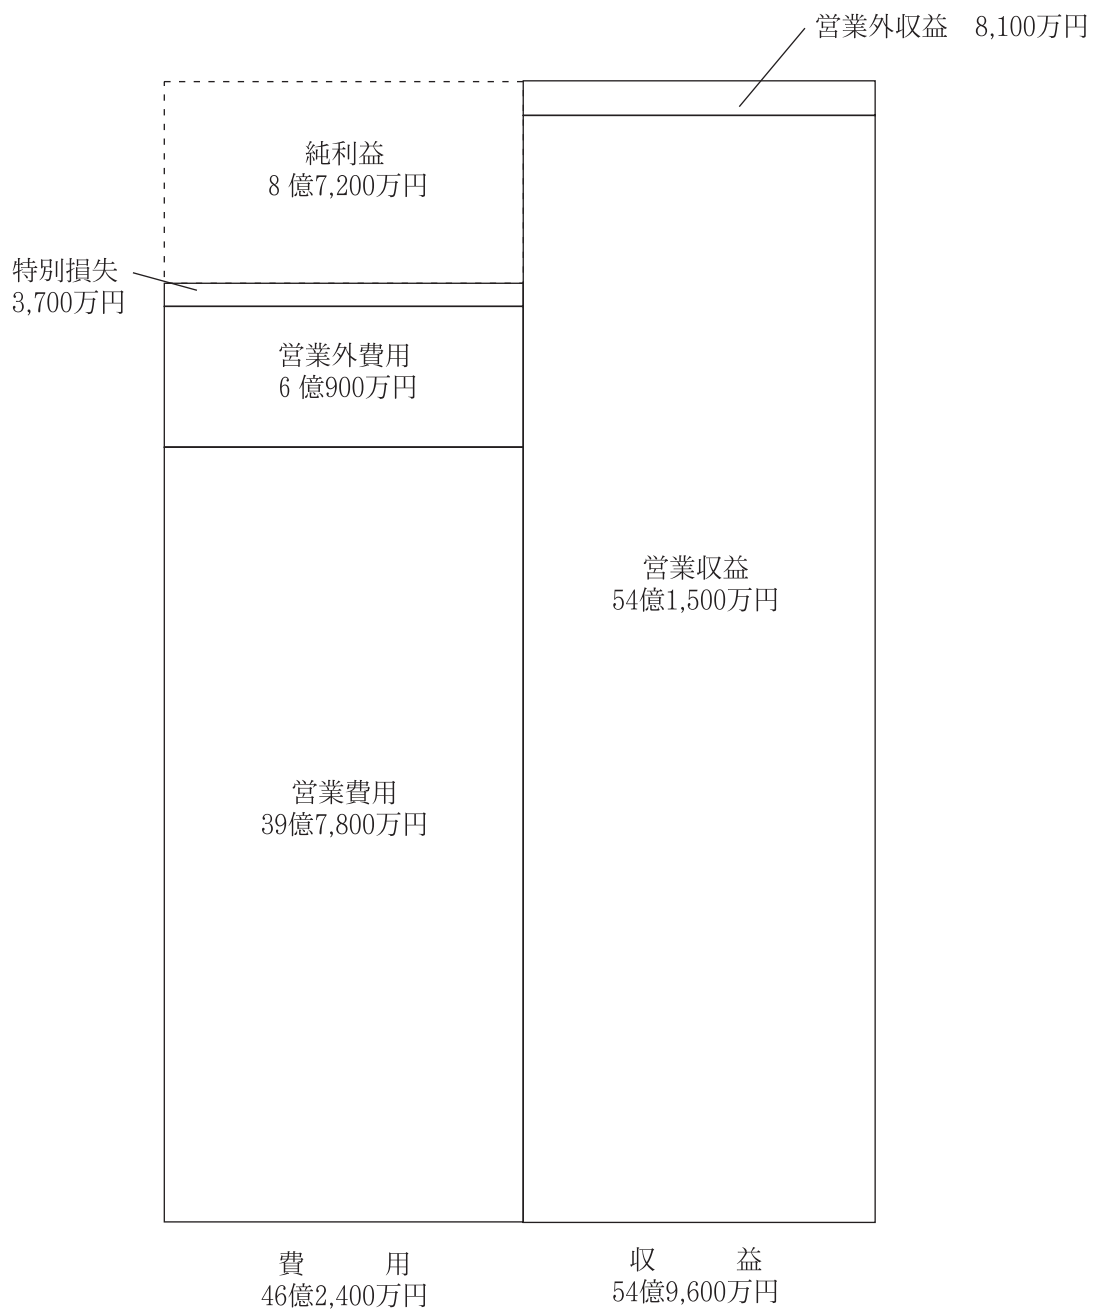 営業外収益　8,100万円
純利益
8億7,200万円
特別損失
3,700万円
営業外費用
6億900万円
営業収益
54億1,500万円
営業費用
39億7,800万円
費　用
46億2,400万円
収　益
54億9,600万円